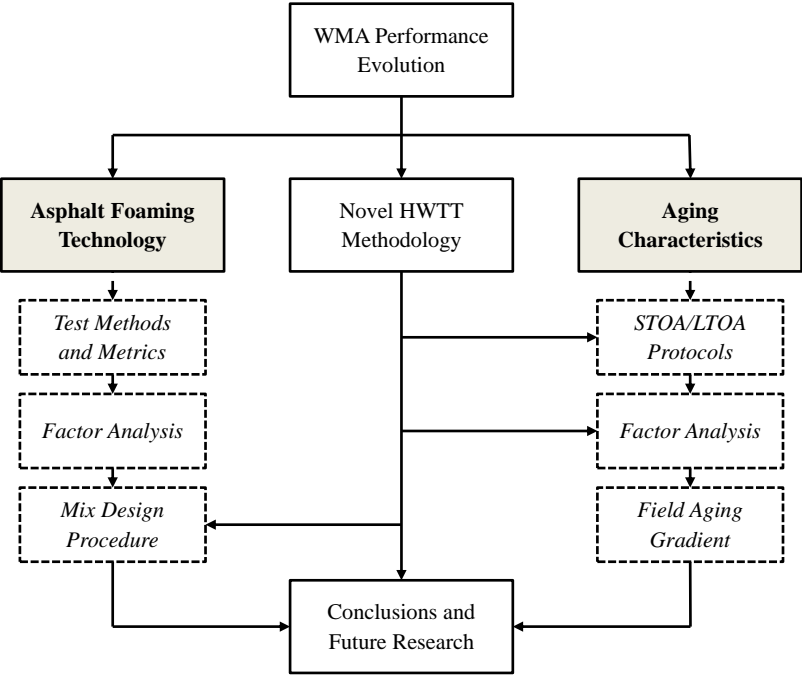 WMA Performance
Evolution
Asphalt Foaming
Technology
Novel HWTT
Methodology
Aging
Characteristics
Test Methods
and Metrics
STOA/LTOA
Protocols
Factor Analysis
Factor Analysis
Mix Design
Procedure
Field Aging
Gradient
Conclusions and
Future Research